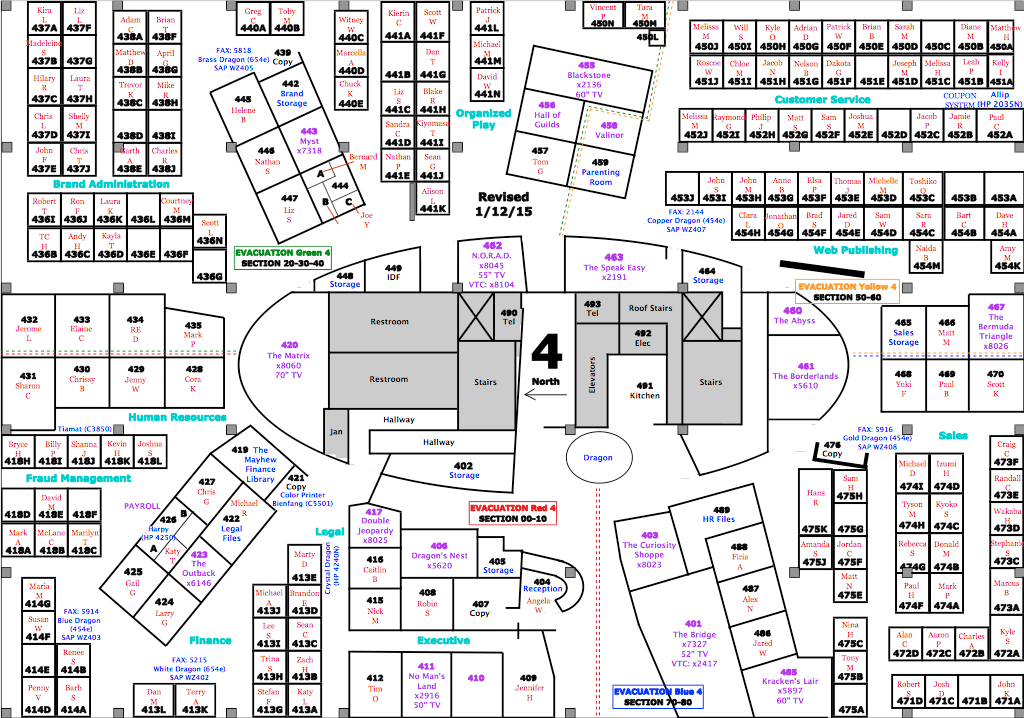 Kim
L
437A
Liz
L
437F
Madeleine
S
437B
437G
Hilary
R
437C
Laura
T
437H
Chris
L
437D
Shelly
M
437I
John
F
437E
Chris
T
437J
Adam
C
438A
Brian
T
438F
Matthew
D
438B
April
G
438G
Trevor
K
438C
Mike
R
438H
438D
438I
Garth
A
438E
Charles
R
438J
Brand Administration
Robert
T
436I
Ron
F
436J
Laura
K
436K
436L
Courtney
M
436M
TC
H
436B
Andy
H
436C
Kayla
T
436D
436E
436F
Scott
L
436N
436G
Greg
C
440A
Toby
M
440B
FAX: 5818
Brass Dragon (654e)
SAP WZ405
439
Copy
Witney
W
440C
Marcella
A
440D
Chuck
K
440E
445
Helene
B
442
Brand
Storage
443
Myst
x7318
446
Nathan
S
447
Liz
S
A
444
B
C
Bernard
M
Joe
Y
Kierin
C
441A
Scott
W
441F
441B
Dan
T
441G
Liz
S
441C
Blake
R
441H
Sandra
C
441D
Kiyomasa
T
441I
Nathan
P
441E
Sean
G
441J
Alison
L
441K
Patrick
J
441L
Michael
M
441M
David
W
441N
Organized
Play
Revised
1/12/15
Vincent
P
450N
Tara
M
450M
450L
455
Blackstone
x2136
60" TV
456
Hall of
Guilds
458
Valinor
457
Tom
G
459
Parenting
Room
Melissa
M
450J
Will
S
450I
Kyle
O
450H
Adrian
D
450G
Patrick
W
450F
Brian
D
450E
Sarah
M
450D
450C
Diane
M
450B
Matthew
H
450A
Roscoe
W
451J
Chloe
M
451I
Jacob
N
451H
Nelson
B
451G
Dakota
G
451F
451E
Joseph
M
451D
Melissa
H
451C
Leah
P
451B
Kelly
I
451A
Customer Service
COUPON
SYSTEM
Allip
(HP 2035N)
Melissa
M
452J
Raymond
G
452I
Philip
J
452H
Matt
S
452G
Sam
S
452F
Joshua
M
452E
452D
Jacob
P
452C
Jamie
R
452B
Paul
C
452A
453J
John
S
453I
John
M
453H
Anne
B
453G
Elsa
P
453F
Thomas
J
453E
Michelle
D
453D
Toshiko
O
453C
453B
453A
FAX: 2144
Copper Dragon (454e)
SAP WZ407
Clara
L
454H
Jonathan
O
454G
Brad
S
454F
Jared
D
454E
Sam
W
454D
Sara
R
454C
Bart
C
454B
Dave
L
454A
Web Publishing
Naida
B
454M
Amy
M
454K
EVACUATION Green 4
SECTION 20-30-40
448
Storage
449
IDF
462
N.O.R.A.D.
x8045
55" TV
VTC: x8104
463
The Speak Easy
x2191
464
Storage
EVACUATION Yellow 4
SECTION 50-60
432
Jerome
L
433
Elaine
C
434
RE
D
435
Mark
P
431
Sharon
C
430
Chrissy
B
429
Jenny
W
428
Cora
K
Human Resources
420
The Matrix
x8060
70" TV
Restroom
Restroom
Stairs
490
Tel
Jan
Hallway
Hallway
402
Storage
4
North
493
Tel
Roof Stairs
492
Elec
Elevators
491
Kitchen
Stairs
460
The Abyss
461
The Borderlands
x5610
465
Sales
Storage
466
Matt
M
467
The
Bermuda
Triangle
x8026
468
Yuki
F
469
Paul
B
470
Scott
K
Tiamat (C3850)
Bryce
H
418H
Billy
P
418I
Shanna
J
418J
Kevin
H
418K
Joshua
S
418L
Fraud Management
418D
David
M
418E
418F
Mark
A
418A
McLane
C
418B
Marilyn
T
418C
419
The
Mayhew
Finance
Library
421
Copy
Color Printer
Bienfang (C5501)
427
Chris
G
Michael
R
422
Legal
Files
PAYROLL
B
426
Harpy
(HP 4250)
A
Katy
T
423
The
Outback
x6146
425
Gail
G
424
Larry
G
Finance
FAX: 5215
White Dragon (654e)
SAP WZ402
Maria
M
414G
Susan
W
414F
414E
Penny
V
414D
FAX: 5914
Blue Dragon
(454e)
SAP WZ403
Renee
S
414B
Barb
S
414A
Dan
M
413L
Terry
A
413K
Legal
Marty
D
413E
Crystal Dragon
(HP 4240N)
Michael
A
413J
Brandon
E
413D
Lee
S
413I
Sean
C
413C
Trina
S
413H
Zach
H
413B
Stefan
F
413G
Katy
L
413A
417
Double
Jeopardy
x8025
416
Caitlin
B
415
Nick
M
406
Dragon's Nest
x5620
405
Storage
408
Robin
S
407
Copy
404
Reception
Angela
W
Executive
412
Tim
O
411
No Man's
Land
x2916
50" TV
410
409
Jennifer
H
EVACUATION Red 4
SECTION 00-10
Dragon
403
The Curiosity
Shoppe
x8023
489
HR Files
488
Flria
A
487
Alex
N
486
Jared
W
401
The Bridge
x7327
52" TV
VTC: x2417
485
Kracken's Lair
x5897
60" TV
EVACUATION Blue 4
SECTION 70-80
476
Copy
FAX: 5916
Gold Dragon (454e)
SAP WZ408
Sales
Hans
R
475K
Sam
H
475H
475G
Amanda
S
475J
Jordan
C
475F
Matt
N
475E
Nina
H
475C
Tony
M
475B
475A
Michael
D
474I
Izumi
H
474D
Tyson
M
474H
Kyoko
S
474C
Rebecca
S
474G
Donald
M
474B
Paul
H
474F
Mark
P
474A
Craig
C
473F
Randall
C
473E
Wakaba
H
473D
Stephanie
S
473C
Marcus
B
473A
Alan
C
472D
Aaron
F
472C
Charles
A
472B
Kyle
S
472A
Robert
S
471D
Josh
D
471C
471B
John
K
471A